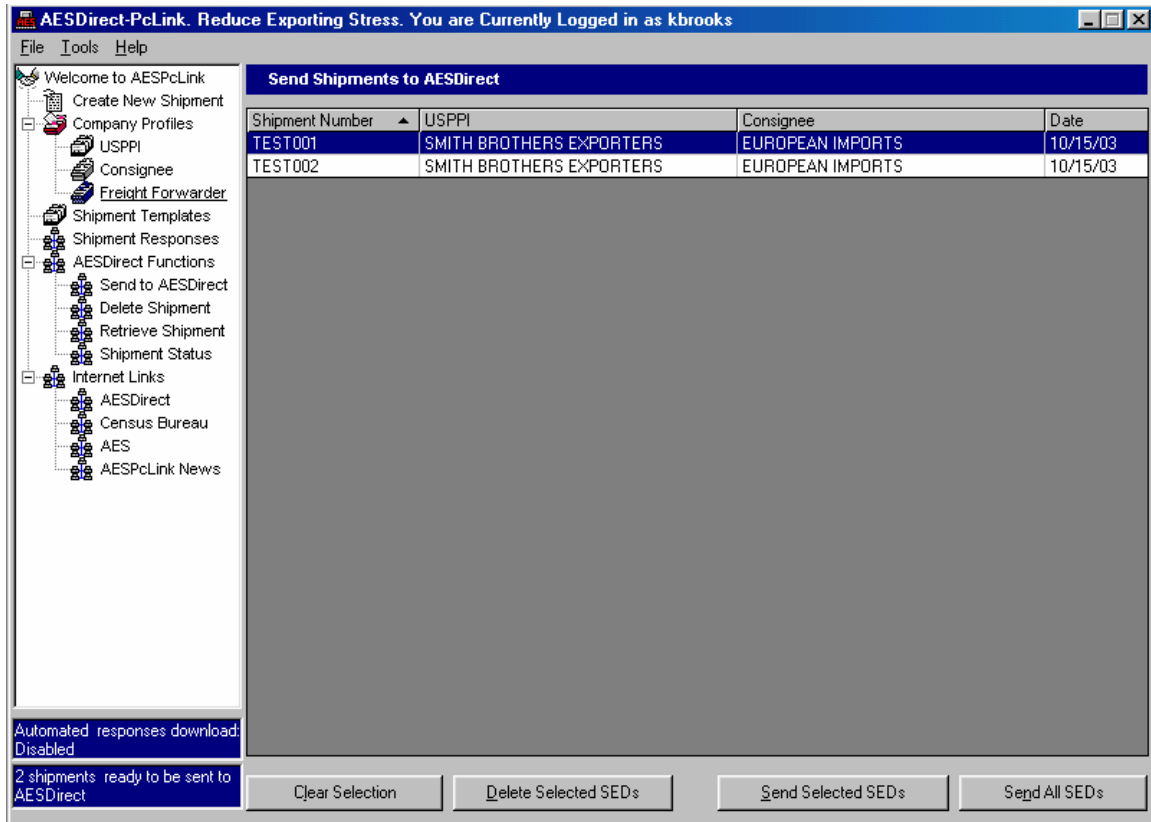 AESDirect-PcLink. Reduce Exporting Stress. You are Currently Logged in as kbrooks
File Tools Help
Welcome to AESPcLink
Create New Shipment
Company Profiles
USPPI
Consignee
Freight Forwarder
Shipment Templates
Shipment Responses
AESDirect Functions
Send to AESDirect
Delete Shipment
Retrieve Shipment
Shipment Status
Internet Links
AESDirect
Census Bureau
AES
AESPcLink News
Automated responses download:
Disabled
2 shipments ready to be sent to
AESDirect
Send Shipments to AESDirect
Shipment Number USPPI Consignee Date
TEST001 SMITH BROTHERS EXPORTERS EUROPEAN IMPORTS 10/15/03
TEST002 SMITH BROTHERS EXPORTERS EUROPEAN IMPORTS 10/15/03
Clear Selection Delete Selected SEDs Send Selected SEDs Send All SEDs